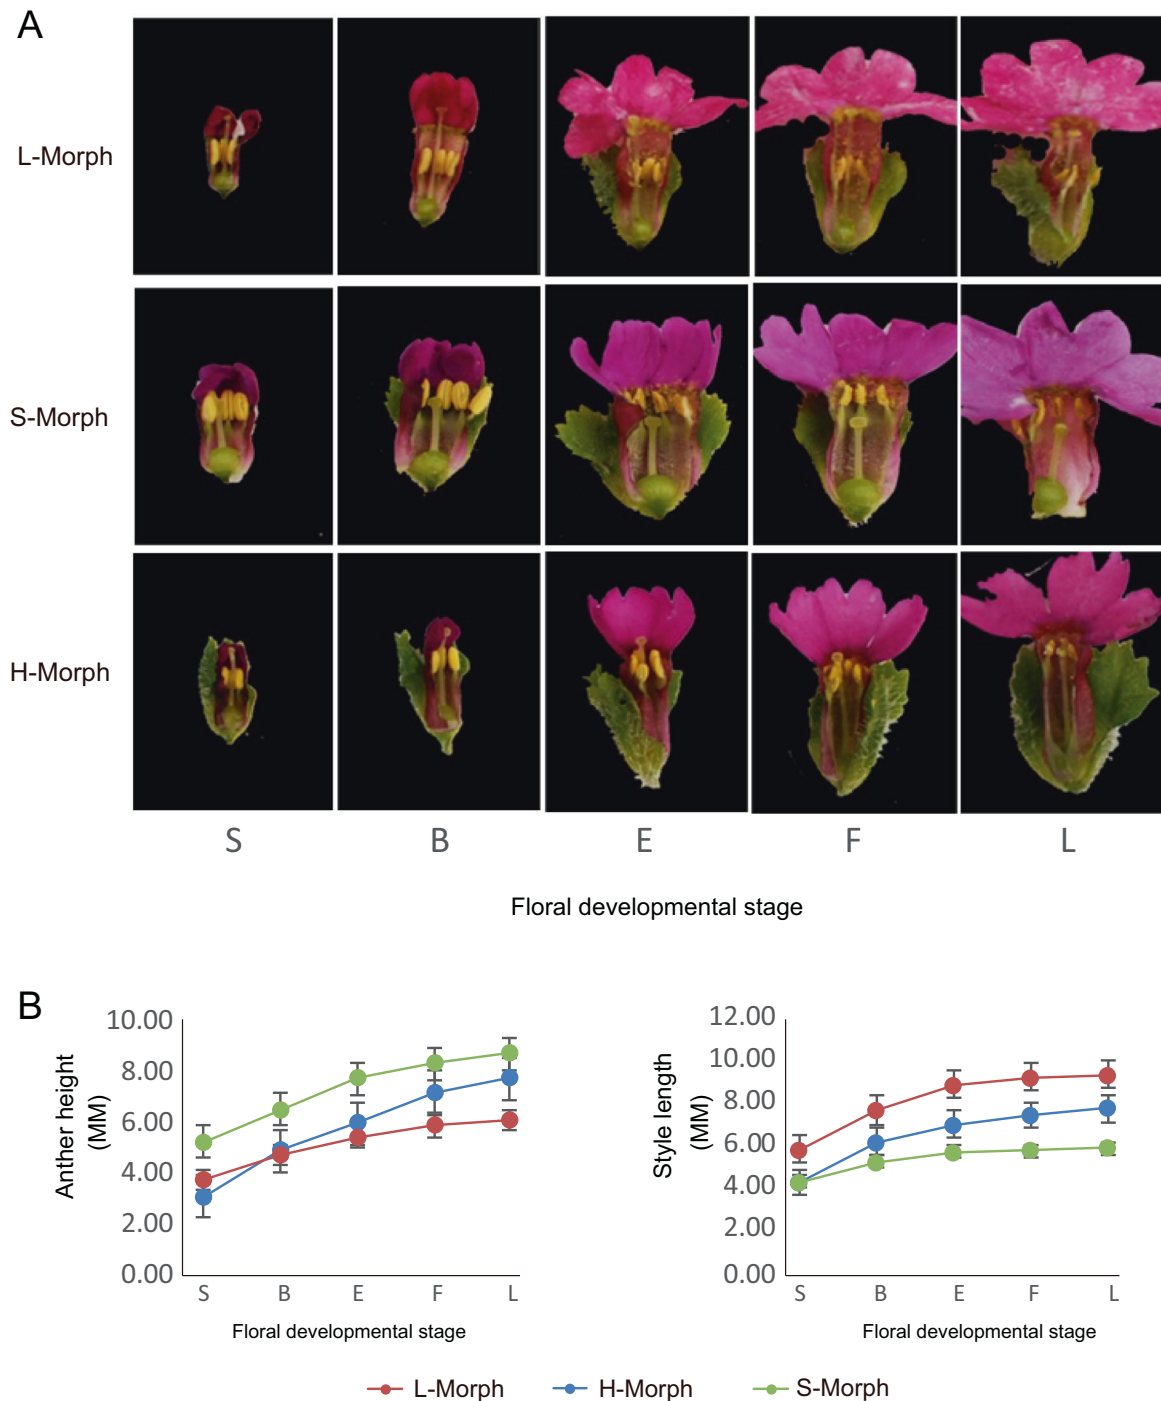 A
L-Morph
S-Morph
H-Morph
S B E F L
Floral developmental stage
B
Anther height
(MM)
10.00
8.00
6.00
4.00
2.00
0.00
S B E F L
Floral developmental stage
Style length
(MM)
12.00
10.00
8.00
6.00
4.00
2.00
0.00
S B E F L
Floral developmental stage
L-Morph H-Morph S-Morph